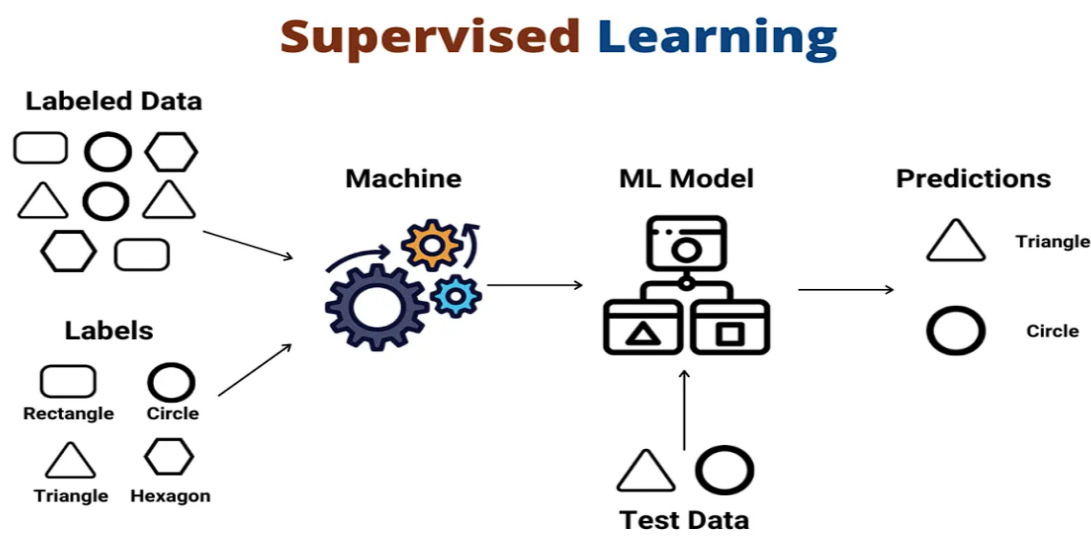 Supervised Learning
Labeled Data
Machine
ML Model
Predictions
Triangle
Circle
Labels
Rectangle
Circle
Triangle
Hexagon
Test Data